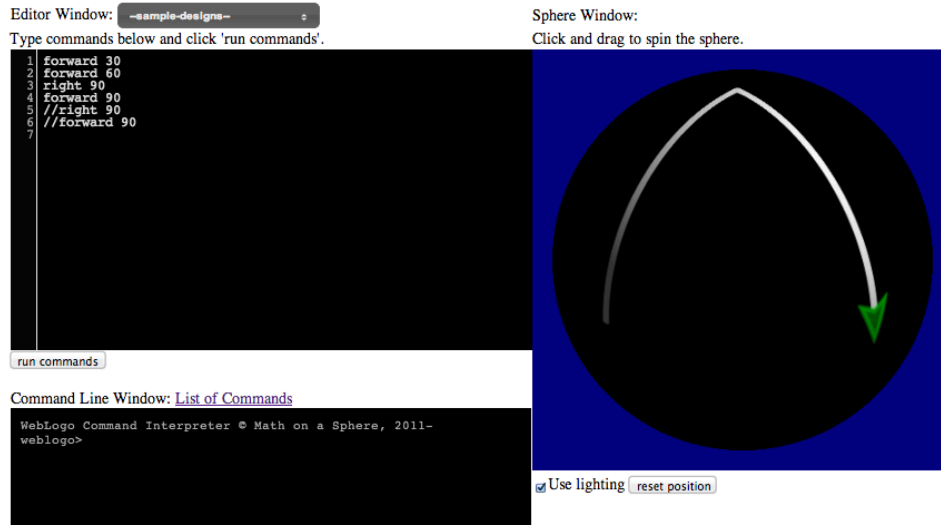 Editor Window: --sample-designs--
Type commands below and click 'run commands'.
1 forward 30
2 forward 60
3 right 90
4 forward 90
5 //right 90
6 //forward 90
7
run commands
Command Line Window: List of Commands
WebLogo Command Interpreter © Math on a Sphere, 2011-
weblogo>
Sphere Window:
Click and drag to spin the sphere.
Use lighting reset position